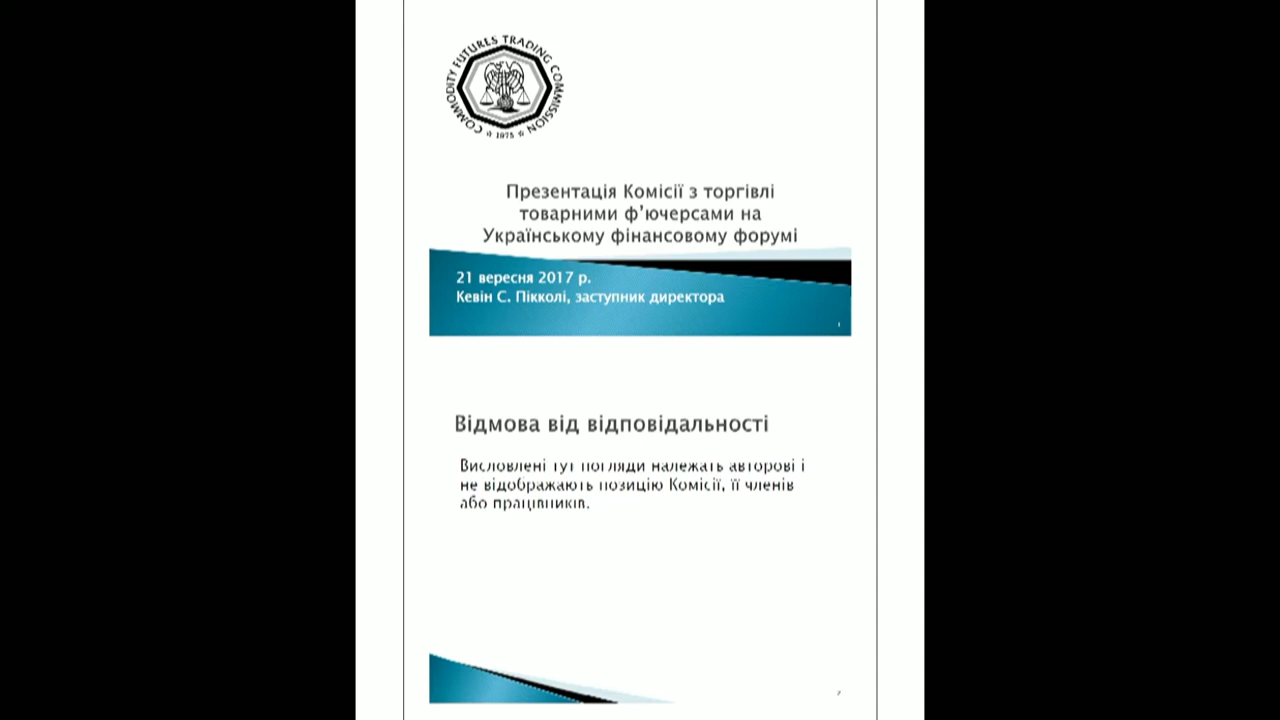 COMMODITY FUTURES TRADING COMMISSION
☆ 1975 ☆
Презентація Комісії з торгівлі
товарними ф’ючерсами на
Українському фінансовому форумі
21 вересня 2017 р.
Кевін С. Пікколі, заступник директора
Відмова від відповідальності
Висловлені тут погляди належать авторові і
не відображають позицію Комісії, її членів
або працівників.